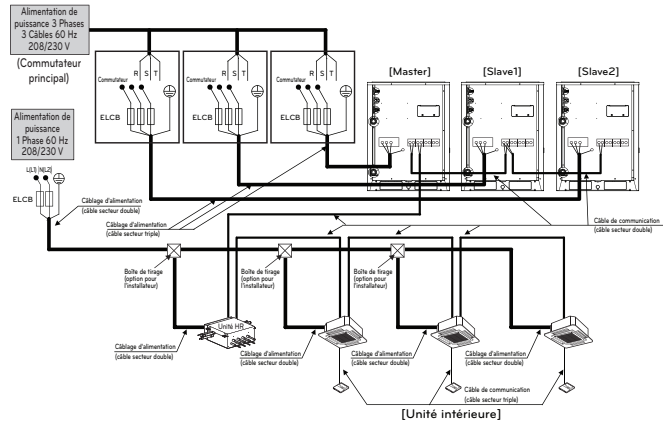 Alimentation de
puissance 3 Phases
3 Câbles 60 Hz
208/230 V
(Commutateur
principal)
R S T
Commutateur
ELCB
R S T
Commutateur
ELCB
R S T
Commutateur
ELCB
[Master]
[Slave1]
[Slave2]
Alimentation de
puissance
1 Phase 60 Hz
208/230 V
L(L1) N(L2)
ELCB
Câblage d'alimentation
(câble secteur double)
Câblage d'alimentation
(câble secteur triple)
Câble de communication
(câble secteur double)
Boîte de tirage
(option pour
l'installateur)
Boîte de tirage
(option pour
l'installateur)
Boîte de tirage
(option pour
l'installateur)
Unité HR
Câblage d'alimentation
(câble secteur double)
Câblage d'alimentation
(câble secteur double)
Câblage d'alimentation
(câble secteur double)
Câblage d'alimentation
(câble secteur double)
Câble de communication
(câble secteur triple)
[Unité intérieure]